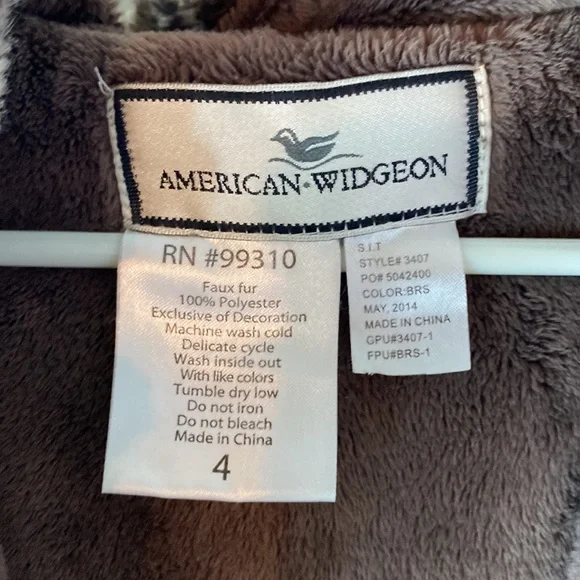 AMERICAN·WIDGEON
RN #99310
Faux fur
100% Polyester
Exclusive of Decoration
Machine wash cold
Delicate cycle
Wash inside out
With like colors
Tumble dry low
Do not iron
Do not bleach
Made in China
4
S.I.T
STYLE# 3407
PO# 5042400
COLOR:BRS
MAY, 2014
MADE IN CHINA
GPU#3407-1
FPU#BRS-1